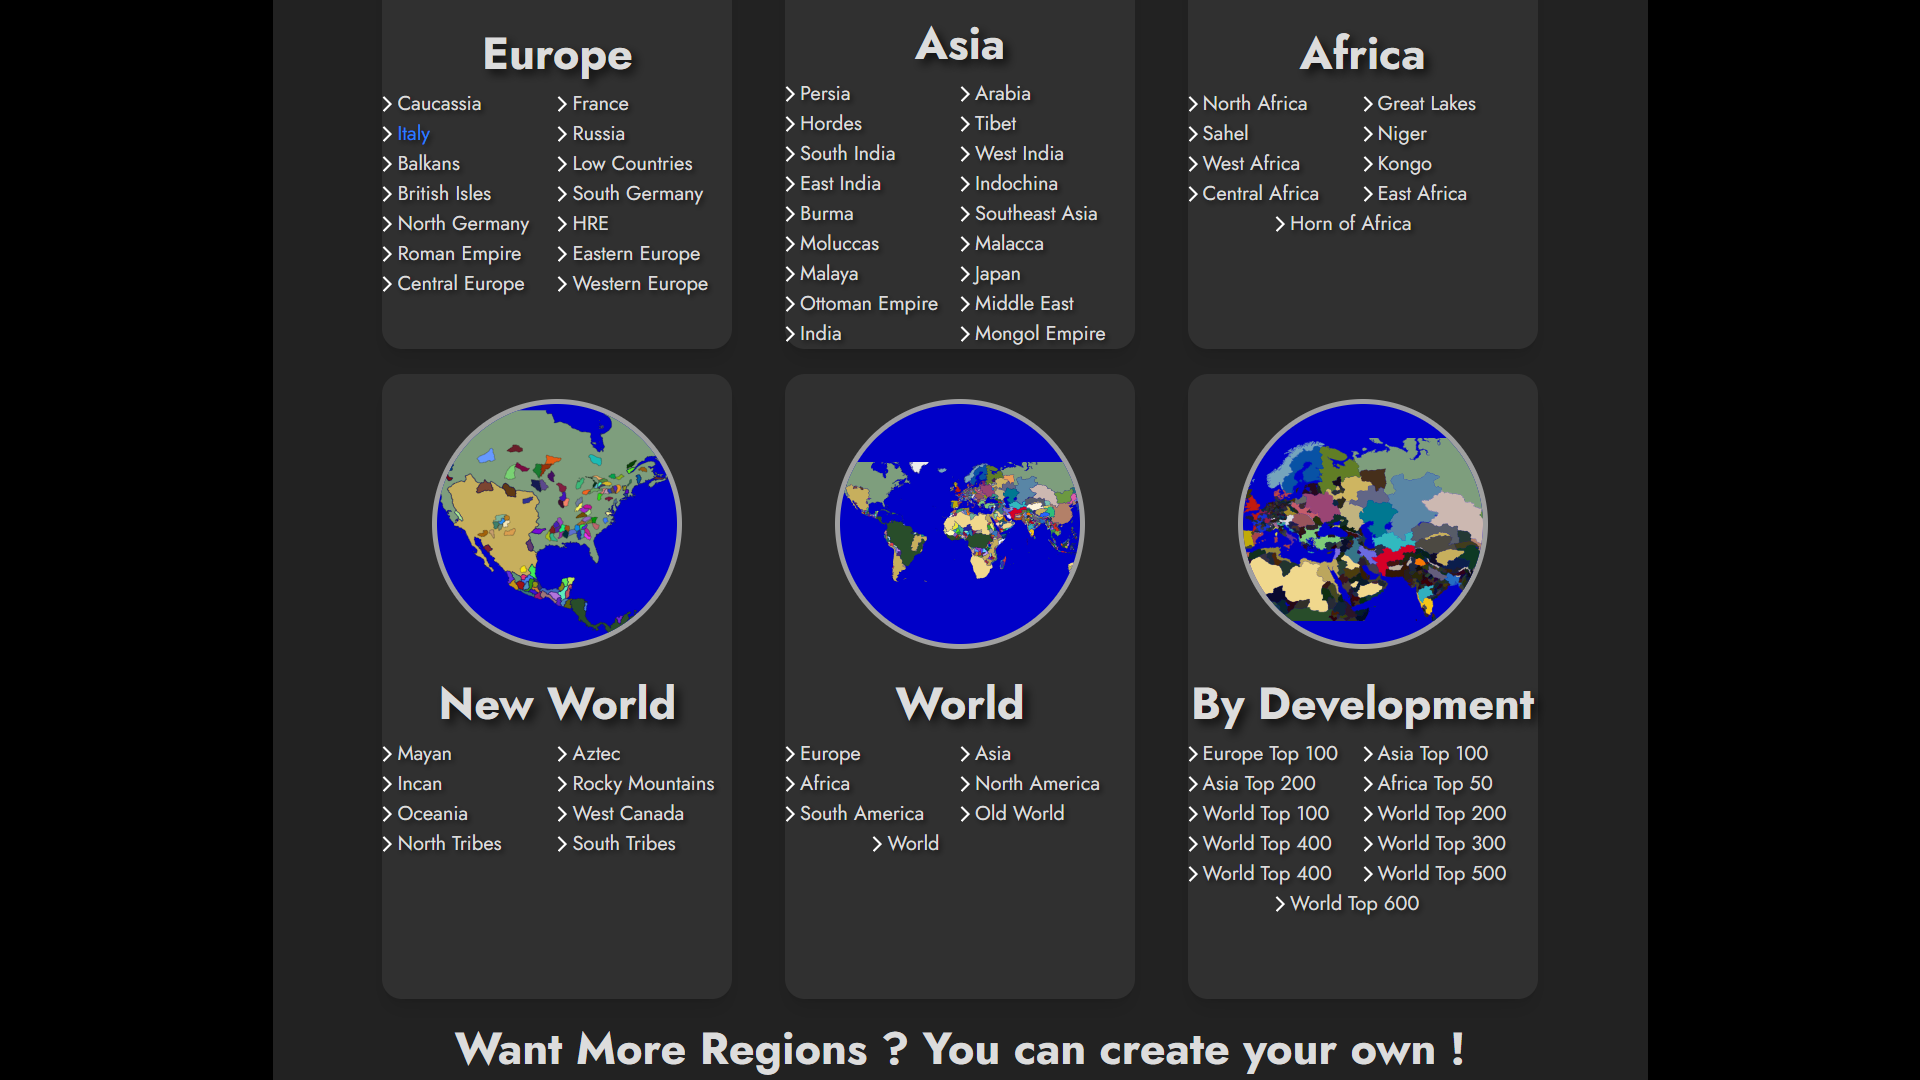 Europe
Caucassia
France
Italy
Russia
Balkans
Low Countries
British Isles
South Germany
North Germany
HRE
Roman Empire
Eastern Europe
Central Europe
Western Europe
Asia
Persia
Arabia
Hordes
Tibet
South India
West India
East India
Indochina
Burma
Southeast Asia
Moluccas
Malacca
Malaya
Japan
Ottoman Empire
Middle East
India
Mongol Empire
Africa
North Africa
Great Lakes
Sahel
Niger
West Africa
Kongo
Central Africa
East Africa
Horn of Africa
New World
Mayan
Aztec
Incan
Rocky Mountains
Oceania
West Canada
North Tribes
South Tribes
World
Europe
Asia
Africa
North America
South America
Old World
World
By Development
Europe Top 100
Asia Top 100
Asia Top 200
Africa Top 50
World Top 100
World Top 200
World Top 400
World Top 300
World Top 400
World Top 500
World Top 600
Want More Regions ? You can create your own !